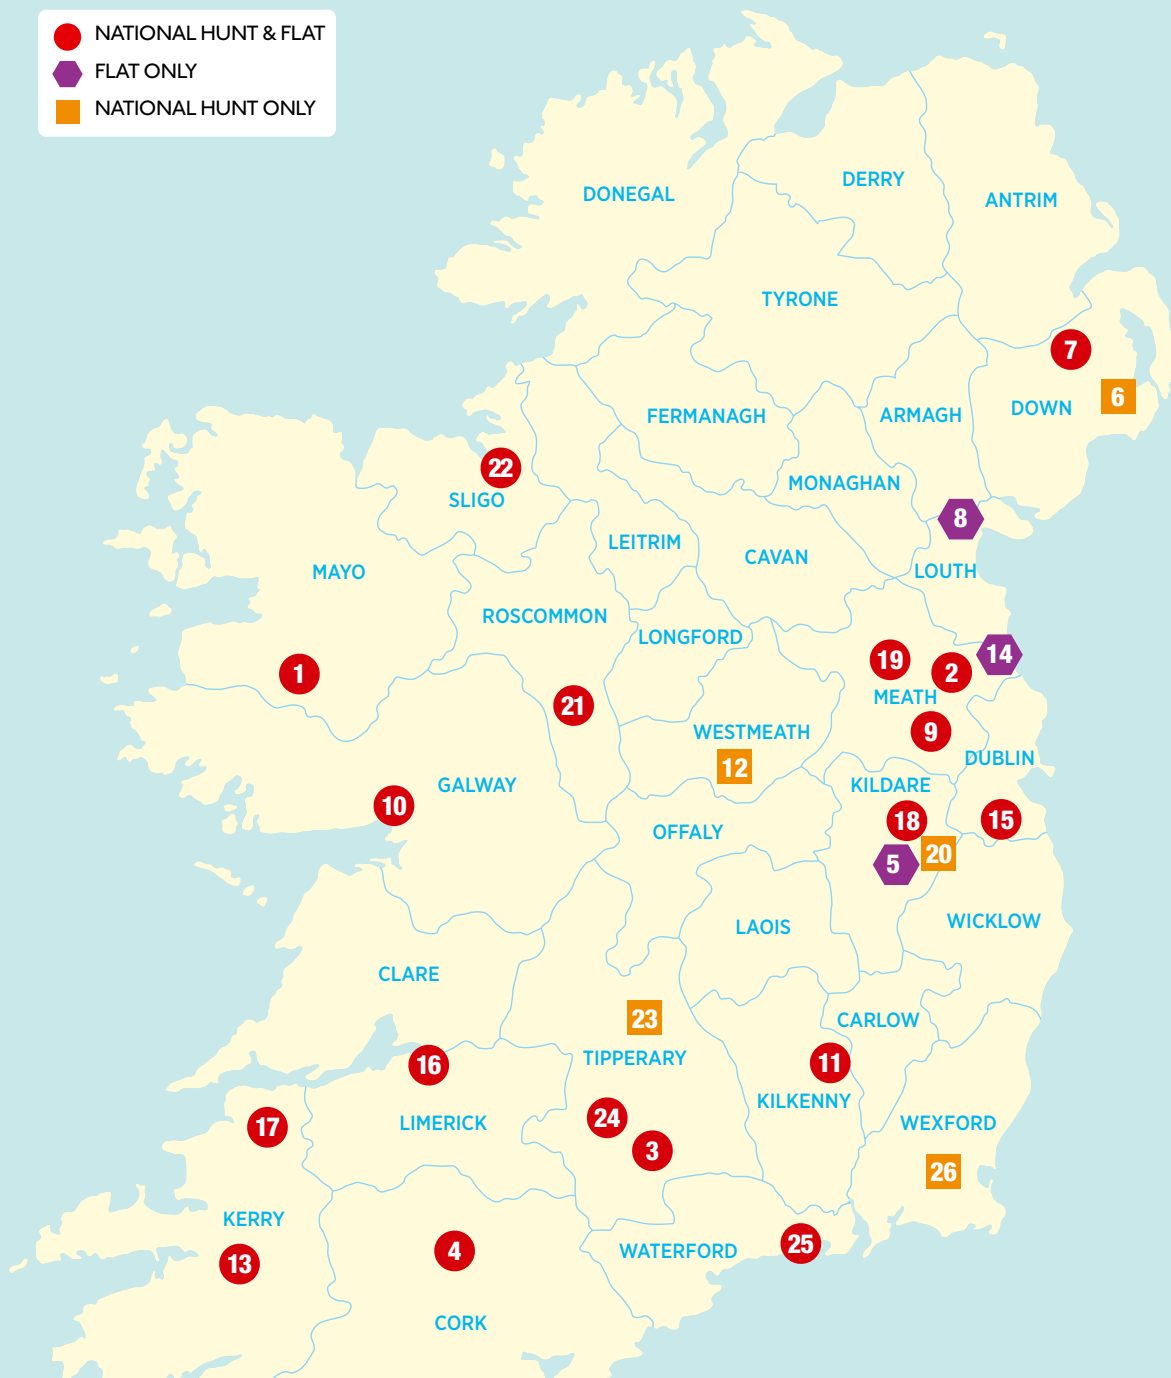 NATIONAL HUNT & FLAT
FLAT ONLY
NATIONAL HUNT ONLY
DERRY
DONEGAL
ANTRIM
TYRONE
7
6
DOWN
ARMAGH
FERMANAGH
22
MONAGHAN
SLIGO
8
LEITRIM
CAVAN
MAYO
LOUTH
ROSCOMMON
LONGFORD
14
19
2
1
MEATH
21
9
WESTMEATH
DUBLIN
12
GALWAY
KILDARE
10
18
15
OFFALY
20
5
WICKLOW
LAOIS
CLARE
23
CARLOW
TIPPERARY
11
16
KILKENNY
24
LIMERICK
WEXFORD
17
3
26
KERRY
25
4
WATERFORD
13
CORK